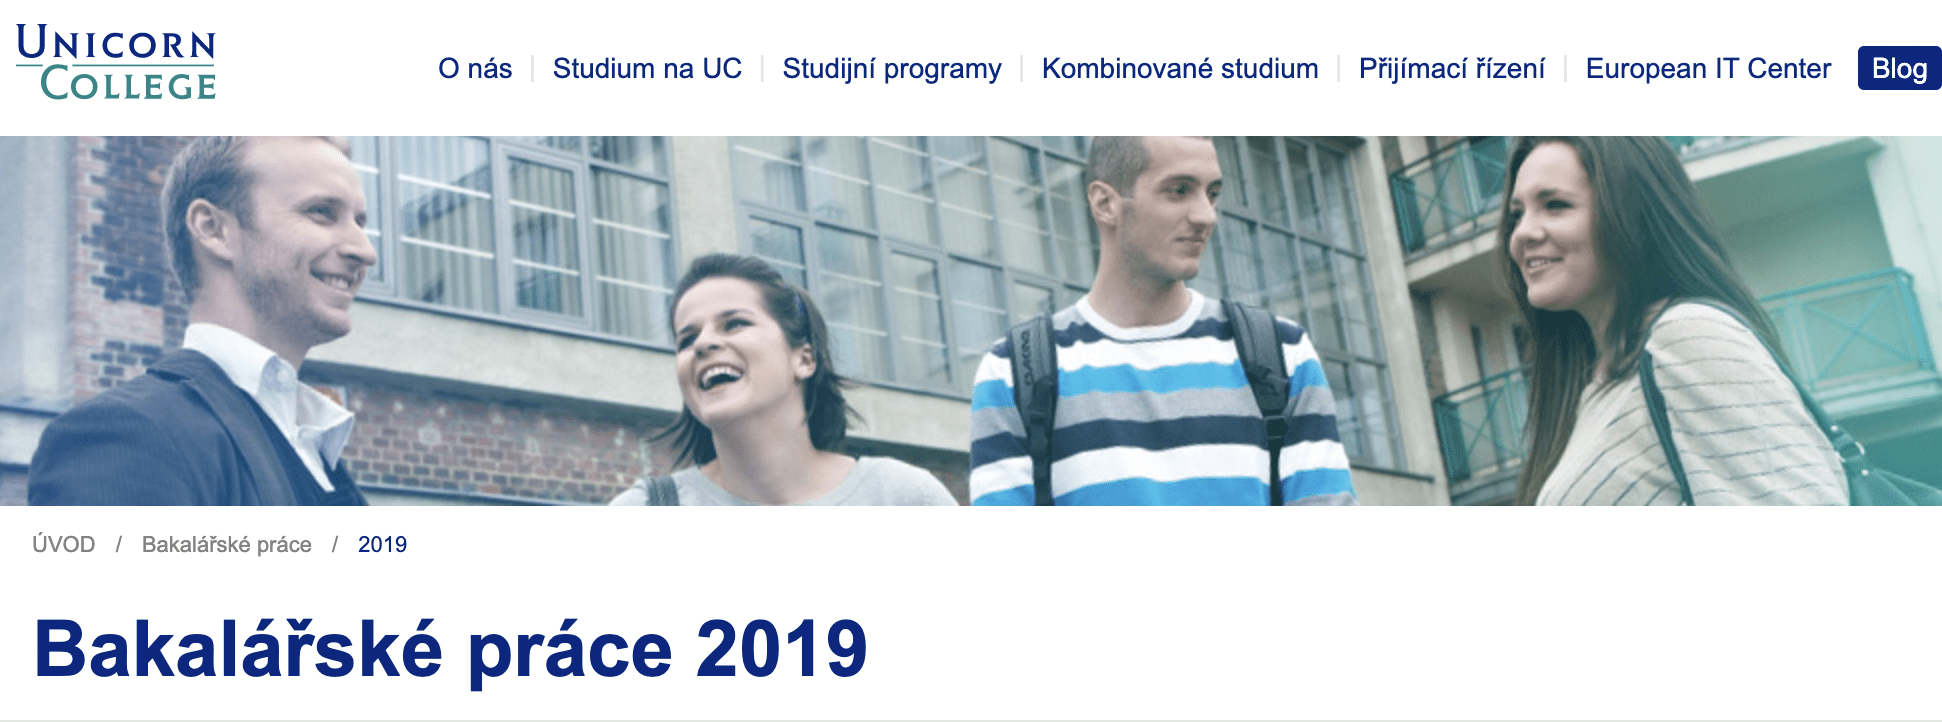 UNICORN
COLLEGE
O nás
Studium na UC
Studijní programy
Kombinované studium
Přijímací řízení
European IT Center
Blog
DAKINE
ÚVOD / Bakalářské práce / 2019
Bakalářské práce 2019